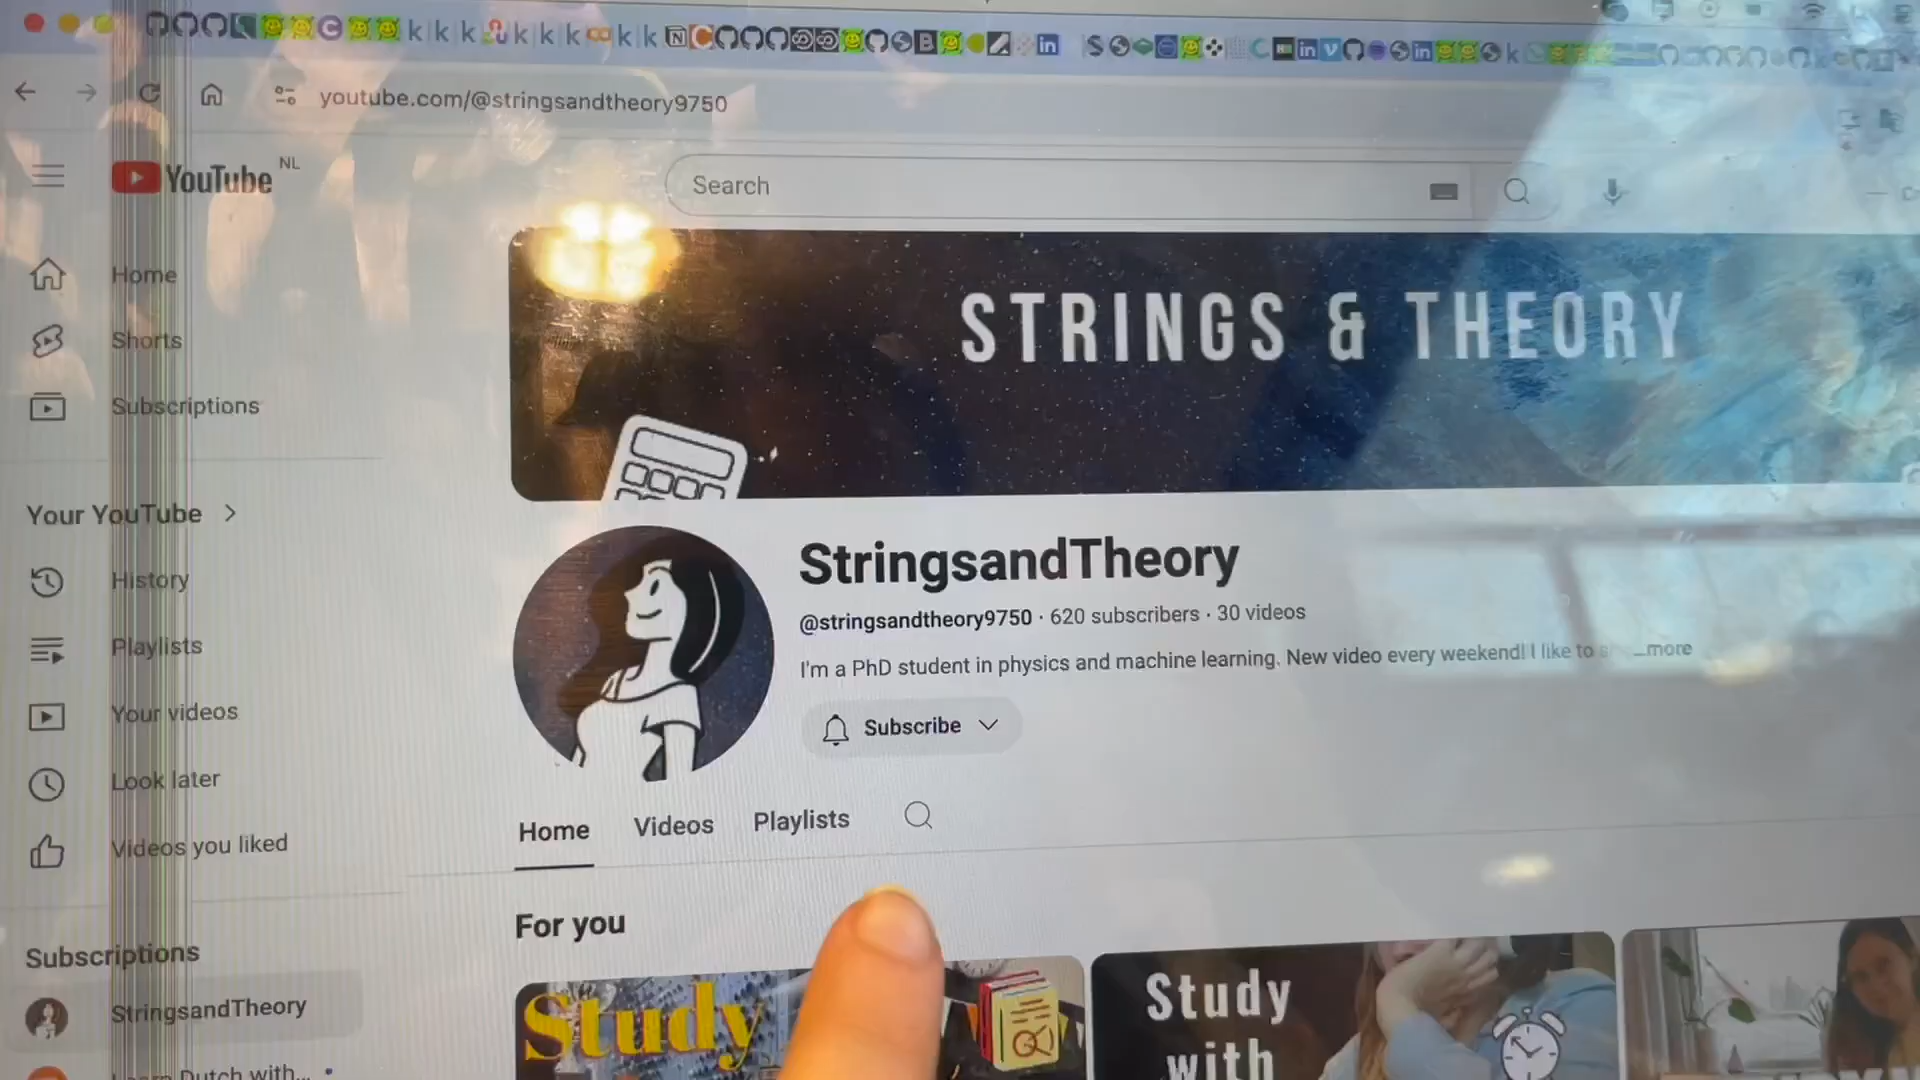 youtube.com/@stringsandtheory9750
YouTube NL
Search
Home
Shorts
Subscriptions
Your YouTube
History
Playlists
Your videos
Look later
Videos you liked
Subscriptions
StringsandTheory
Dutch with...
STRINGS & THEORY
StringsandTheory
@stringsandtheory9750 · 620 subscribers · 30 videos
I'm a PhD student in physics and machine learning. New video every weekend! I like to ...more
Subscribe
Home Videos Playlists
For you
Study
Study
with